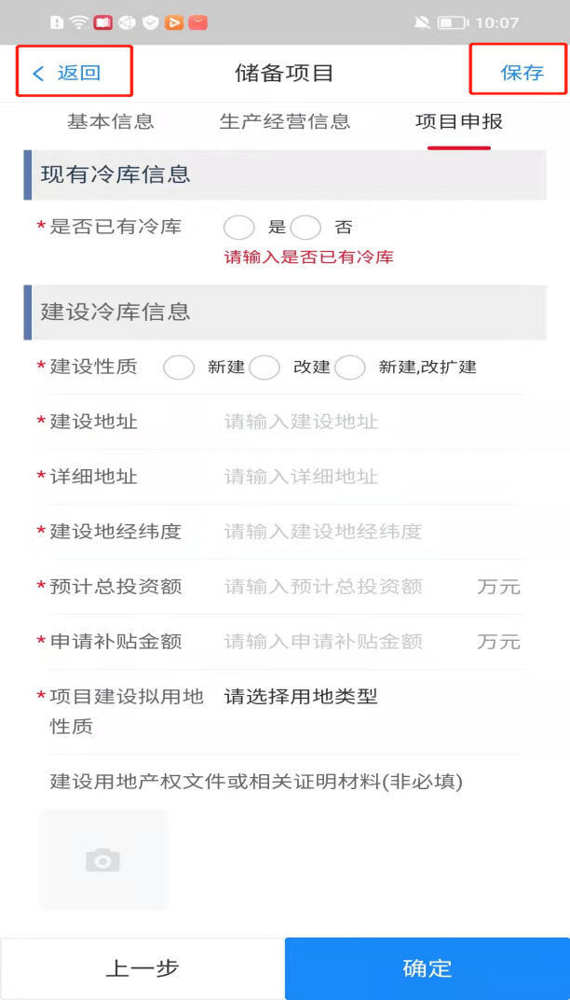 10:07
返回 储备项目 保存
基本信息 生产经营信息 项目申报
现有冷库信息
*是否已有冷库 是 否
请输入是否已有冷库
建设冷库信息
*建设性质 新建 改建 新建,改扩建
*建设地址 请输入建设地址
*详细地址 请输入详细地址
*建设地经纬度 请输入建设地经纬度
*预计总投资额 请输入预计总投资额 万元
*申请补贴金额 请输入申请补贴金额 万元
*项目建设拟用地 请选择用地类型
性质
建设用地产权文件或相关证明材料(非必填)
上一步 确定